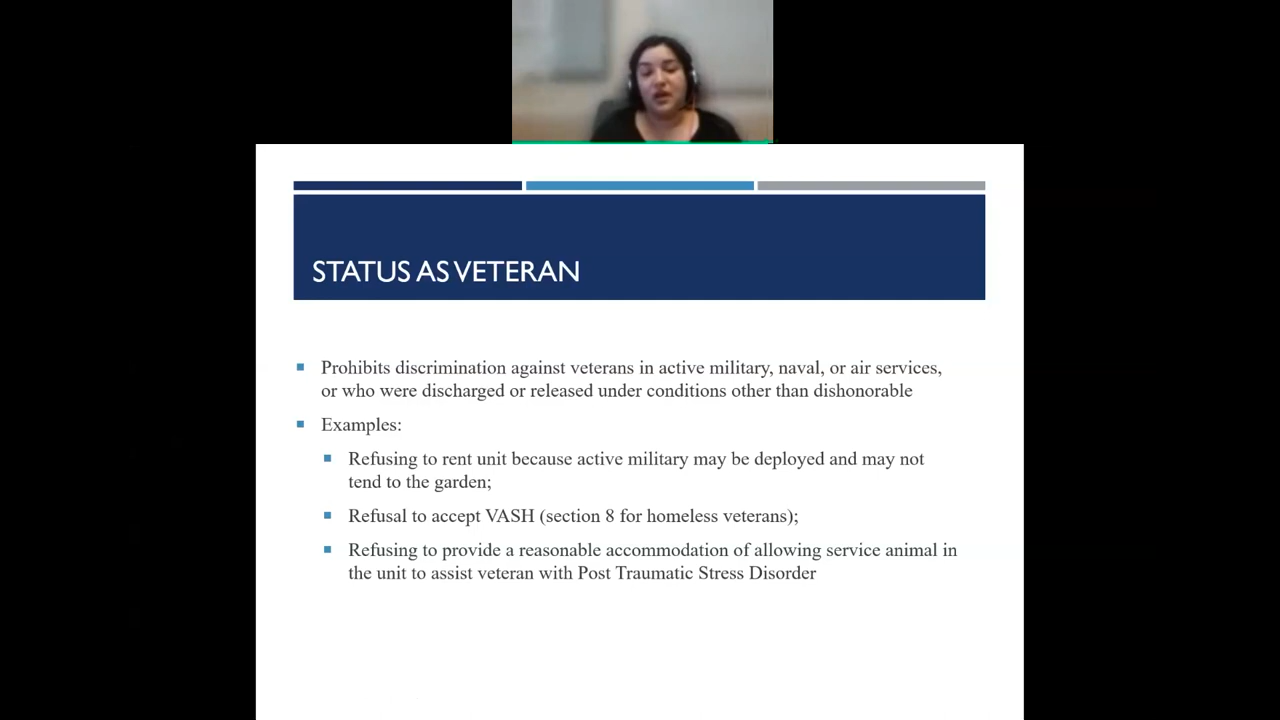 STATUS AS VETERAN
Prohibits discrimination against veterans in active military, naval, or air services,
or who were discharged or released under conditions other than dishonorable
Examples:
Refusing to rent unit because active military may be deployed and may not
tend to the garden;
Refusal to accept VASH (section 8 for homeless veterans);
Refusing to provide a reasonable accommodation of allowing service animal in
the unit to assist veteran with Post Traumatic Stress Disorder